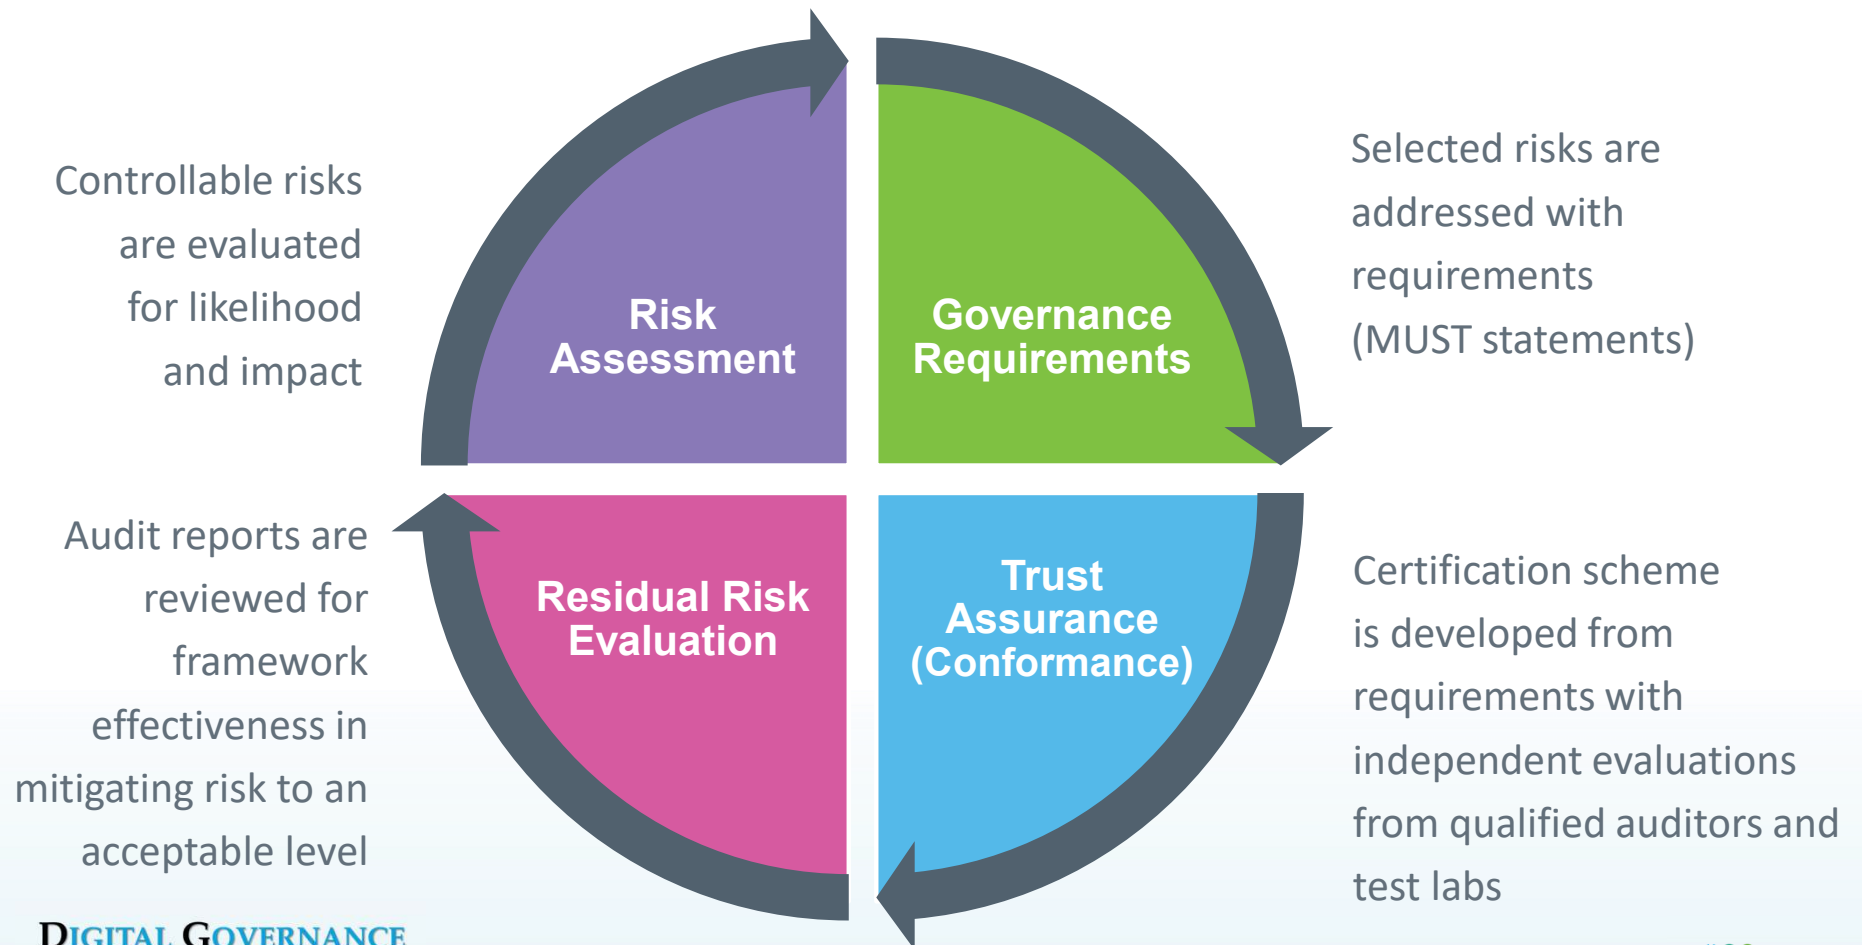 Controllable risks
are evaluated
for likelihood
and impact
Risk
Assessment
Governance
Requirements
Selected risks are
addressed with
requirements
(MUST statements)
Audit reports are
reviewed for
framework
effectiveness in
mitigating risk to an
acceptable level
Residual Risk
Evaluation
Trust
Assurance
(Conformance)
Certification scheme
is developed from
requirements with
independent evaluations
from qualified auditors and
test labs
DIGITAL GOVERNANCE